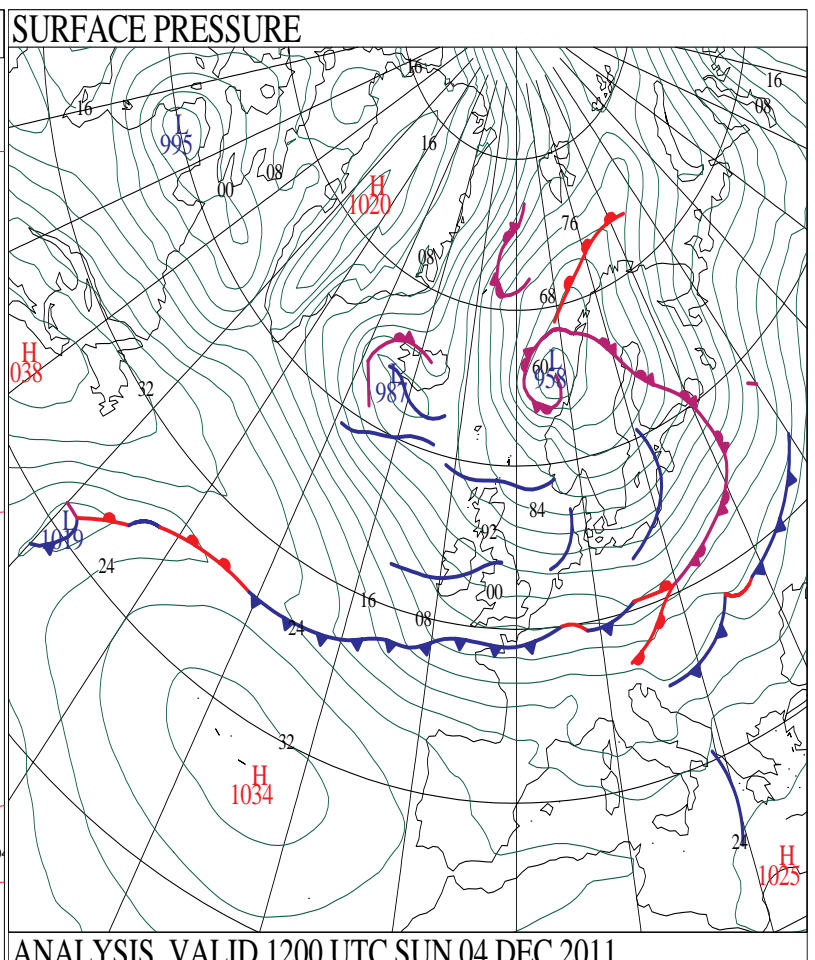 SURFACE PRESSURE
16
16
16
08
L
995
16
08
00
H
1020
76
08
68
H
038
L
987
L
60
958
32
84
92
L
1019
24
16
00
08
24
32
H
1034
24
H
1025
ANALYSIS VALID 1200 UTC SUN 04 DEC 2011